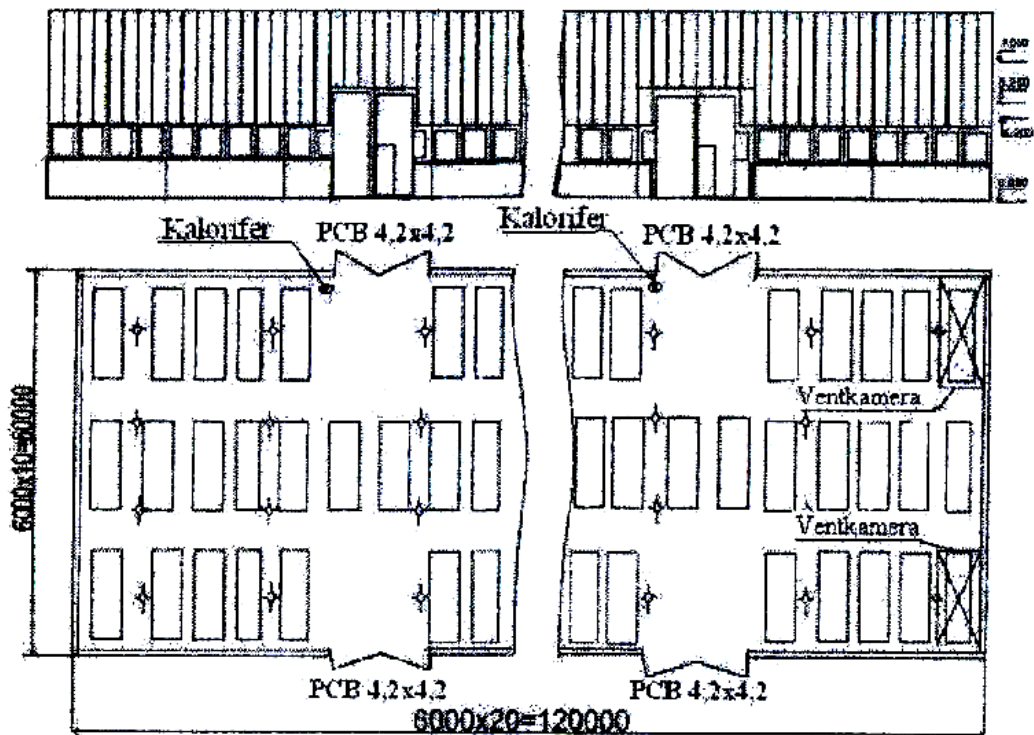 Kalorifer
PCB 4,2x4,2
Kalorifer
PCB 4,2x4,2
6000x10=60000
Ventkamera
Ventkamera
PCB 4,2x4,2
PCB 4,2x4,2
6000x20=120000